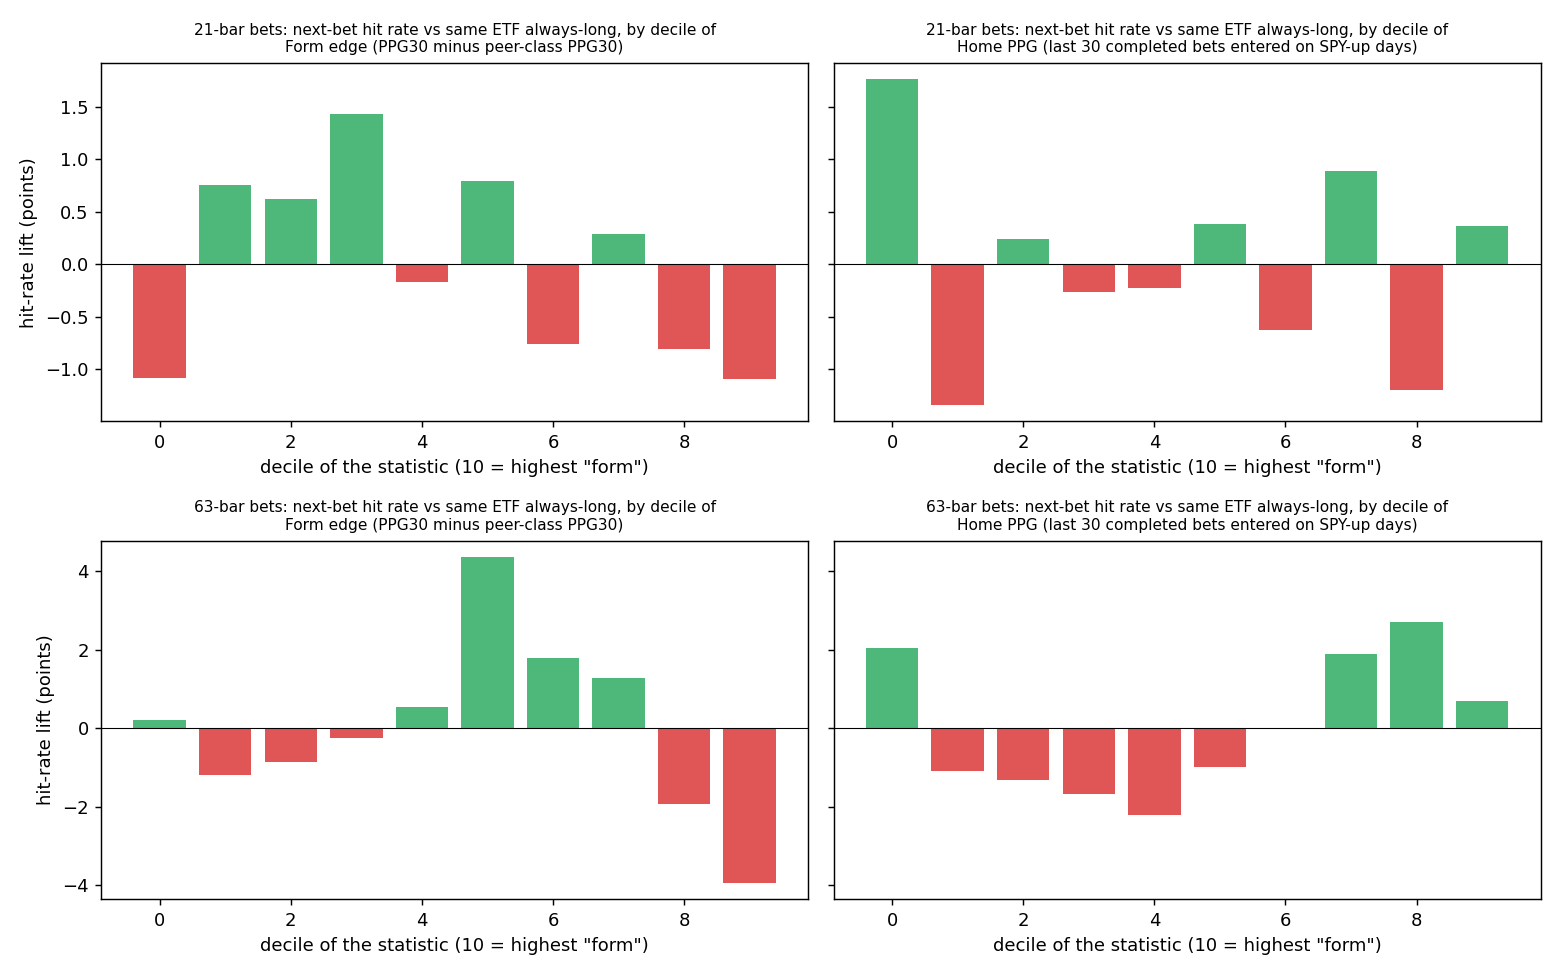 21-bar bets: next-bet hit rate vs same ETF always-long, by decile of
Form edge (PPG30 minus peer-class PPG30)
hit-rate lift (points)
1.5
1.0
0.5
0.0
−0.5
−1.0
0 2 4 6 8
decile of the statistic (10 = highest "form")
21-bar bets: next-bet hit rate vs same ETF always-long, by decile of
Home PPG (last 30 completed bets entered on SPY-up days)
0 2 4 6 8
decile of the statistic (10 = highest "form")
63-bar bets: next-bet hit rate vs same ETF always-long, by decile of
Form edge (PPG30 minus peer-class PPG30)
hit-rate lift (points)
4
2
0
−2
−4
0 2 4 6 8
decile of the statistic (10 = highest "form")
63-bar bets: next-bet hit rate vs same ETF always-long, by decile of
Home PPG (last 30 completed bets entered on SPY-up days)
0 2 4 6 8
decile of the statistic (10 = highest "form")